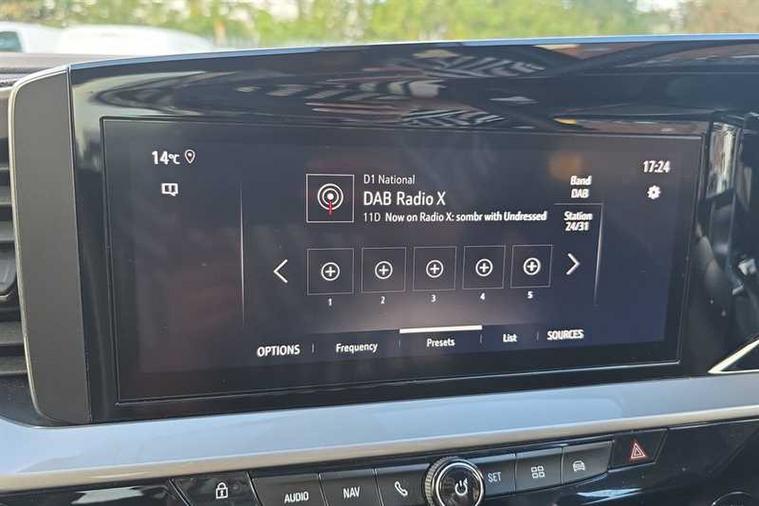 14°C
17:24
D1 National
DAB Radio X
11D Now on Radio X: sombr with Undressed
Band
DAB
Station
24/31
1 2 3 4 5
OPTIONS Frequency Presets List SOURCES
AUDIO NAV SET